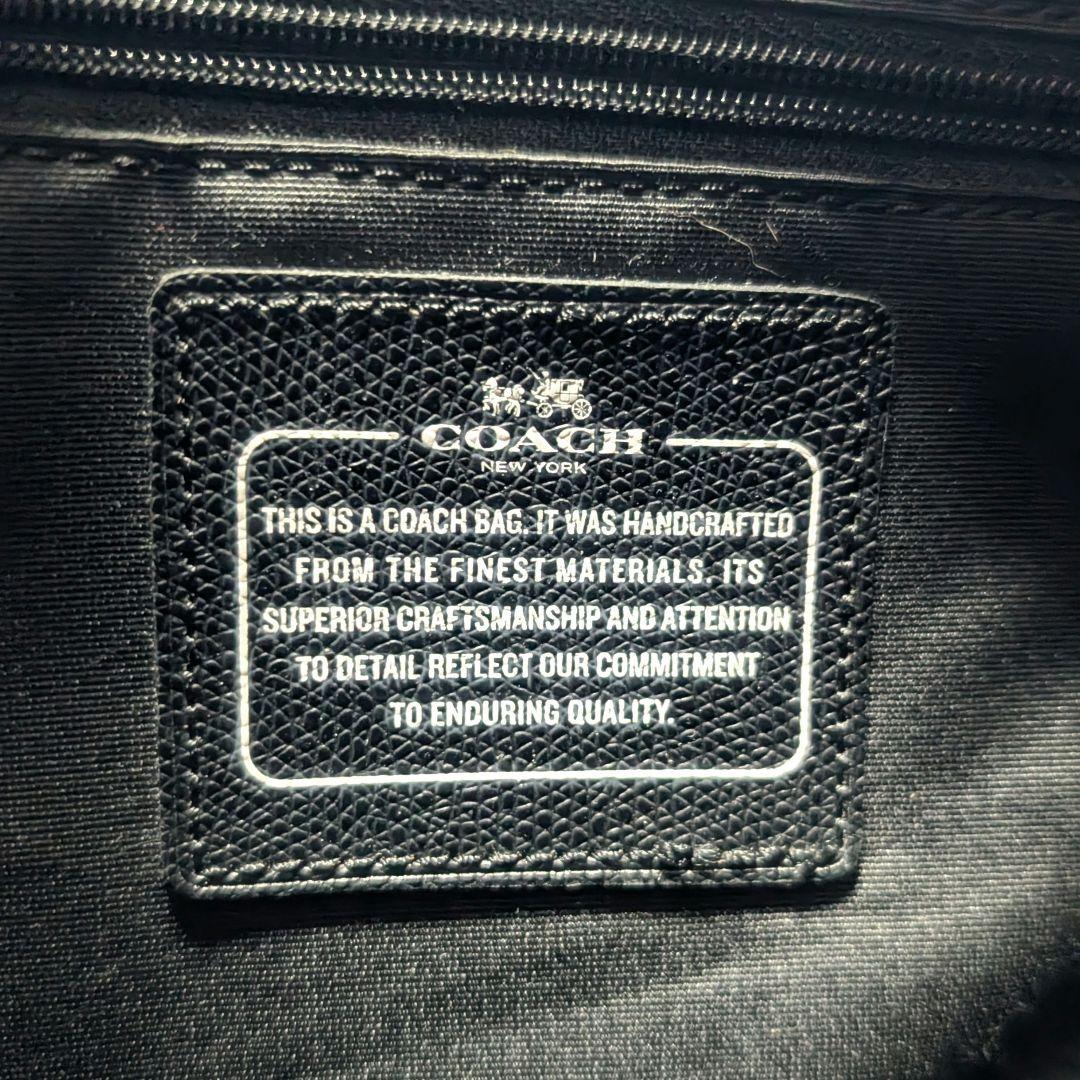 COACH
NEW YORK
THIS IS A COACH BAG. IT WAS HANDCRAFTED
FROM THE FINEST MATERIALS. ITS
SUPERIOR CRAFTSMANSHIP AND ATTENTION
TO DETAIL REFLECT OUR COMMITMENT
TO ENDURING QUALITY.